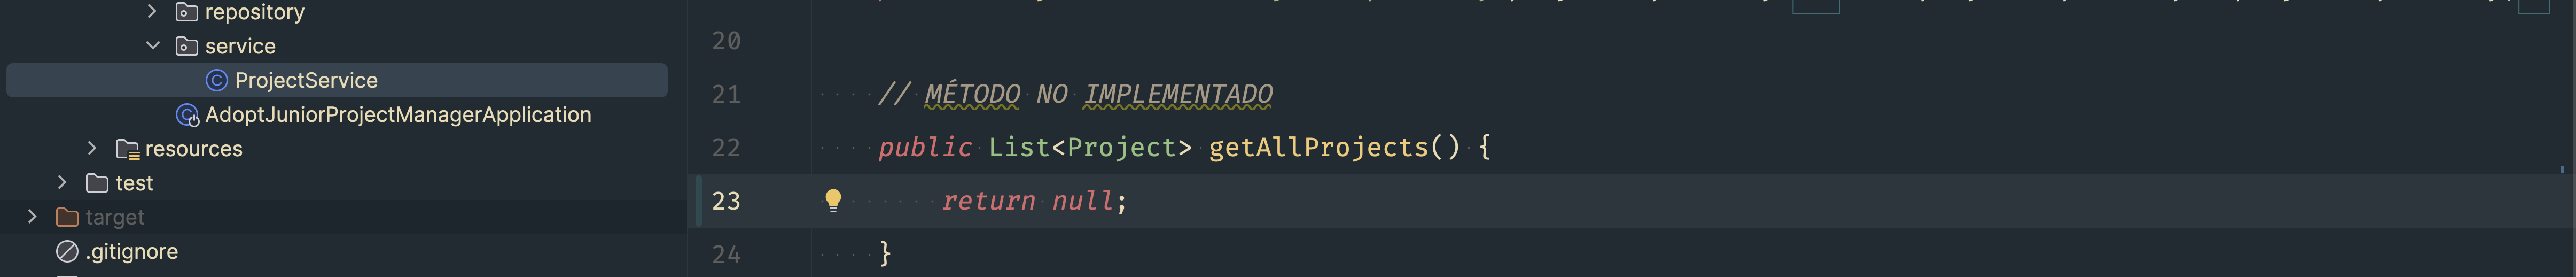 repository
service
ProjectService
AdoptJuniorProjectManagerApplication
resources
test
target
.gitignore
20
21 // MÉTODO NO IMPLEMENTADO
22 public List<Project> getAllProjects() {
23 return null;
24 }